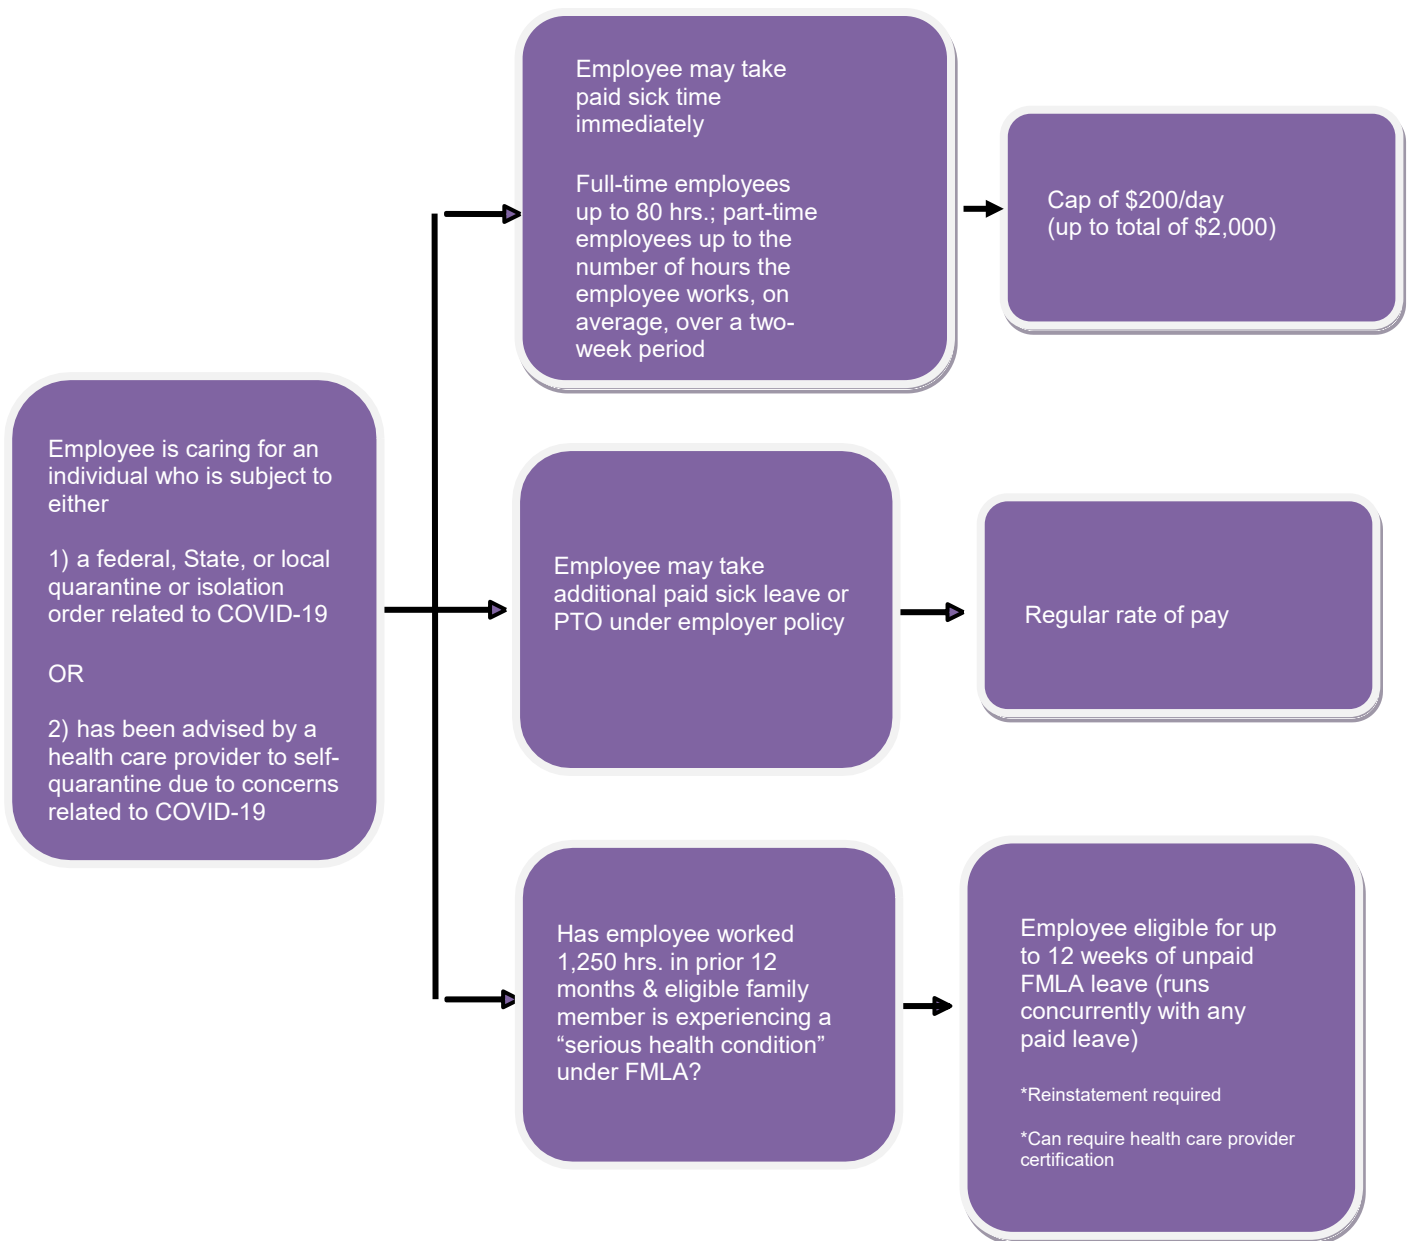 Employee is caring for an
individual who is subject to
either
1) a federal, State, or local
quarantine or isolation
order related to COVID-19
OR
2) has been advised by a
health care provider to self-
quarantine due to concerns
related to COVID-19
Employee may take
paid sick time
immediately
Full-time employees
up to 80 hrs.; part-time
employees up to the
number of hours the
employee works, on
average, over a two-
week period
Cap of $200/day
(up to total of $2,000)
Employee may take
additional paid sick leave or
PTO under employer policy
Regular rate of pay
Has employee worked
1,250 hrs. in prior 12
months & eligible family
member is experiencing a
“serious health condition”
under FMLA?
Employee eligible for up
to 12 weeks of unpaid
FMLA leave (runs
concurrently with any
paid leave)
*Reinstatement required
*Can require health care provider
certification